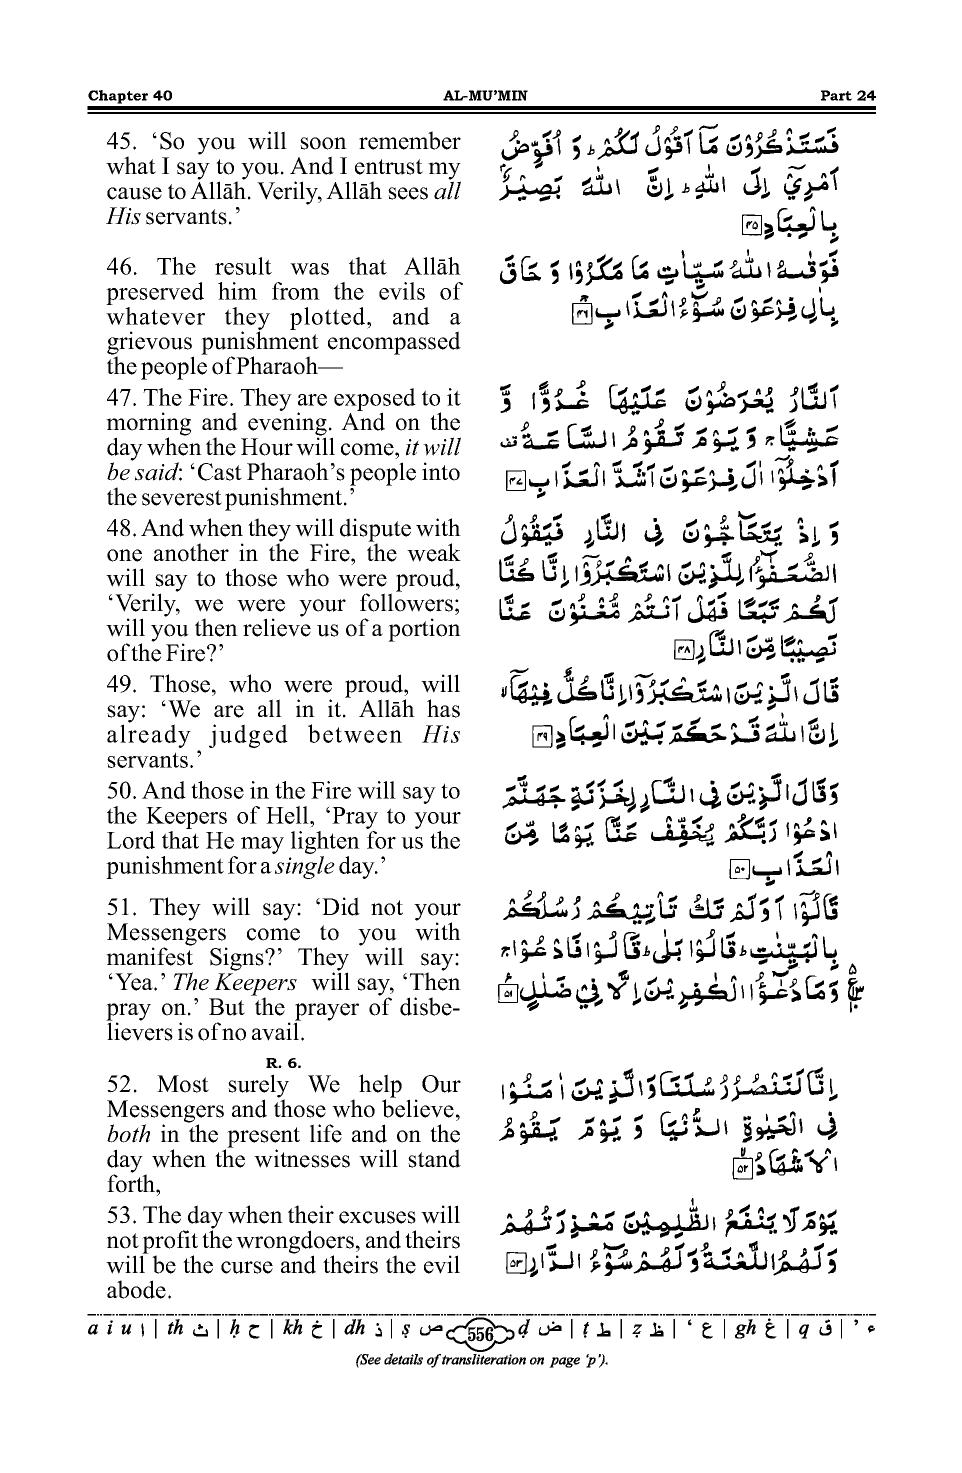 Chapter 40 AL-MU’MIN Part 24
45. ‘So you will soon remember
what I say to you. And I entrust my
cause to Allāh. Verily, Allāh sees all
His servants.’
فَسَتَذْكُرُوْنَ مَاۤ اَقُوْلُ لَكُمْ ؕ وَ اُفَوِّضُ
اَمْرِيْۤ اِلَى اللّٰهِ ؕ اِنَّ اللّٰهَ بَصِيْرٌۢ
بِالْعِبَادِ ﴿۴۵﴾
46. The result was that Allāh
preserved him from the evils of
whatever they plotted, and a
grievous punishment encompassed
the people of Pharaoh—
فَوَقٰىهُ اللّٰهُ سَيِّاٰتِ مَا مَكَرُوْا وَ حَاقَ
بِاٰلِ فِرْعَوْنَ سُوْٓءُ الْعَذَابِ ﴿۴۶﴾
47. The Fire. They are exposed to it
morning and evening. And on the
day when the Hour will come, it will
be said: ‘Cast Pharaoh’s people into
the severest punishment.’
اَلنَّارُ يُعْرَضُوْنَ عَلَيْهَا غُدُوًّا وَّ
عَشِيًّا ۚ وَ يَوْمَ تَقُوْمُ السَّاعَةُ ۟
اَدْخِلُوْۤا اٰلَ فِرْعَوْنَ اَشَدَّ الْعَذَابِ ﴿۴۷﴾
48. And when they will dispute with
one another in the Fire, the weak
will say to those who were proud,
‘Verily, we were your followers;
will you then relieve us of a portion
of the Fire?’
وَ اِذْ يَتَحَآجُّوْنَ فِى النَّارِ فَيَقُوْلُ
الضُّعَفٰٓؤُا لِلَّذِيْنَ اسْتَكْبَرُوْۤا اِنَّا كُنَّا
لَكُمْ تَبَعًا فَهَلْ اَنْتُمْ مُّغْنُوْنَ عَنَّا
نَصِيْبًا مِّنَ النَّارِ ﴿۴۸﴾
49. Those, who were proud, will
say: ‘We are all in it. Allāh has
already judged between His
servants.’
قَالَ الَّذِيْنَ اسْتَكْبَرُوْۤا اِنَّا كُلٌّ فِيْهَاۤ ۙ
اِنَّ اللّٰهَ قَدْ حَكَمَ بَيْنَ الْعِبَادِ ﴿۴۹﴾
50. And those in the Fire will say to
the Keepers of Hell, ‘Pray to your
Lord that He may lighten for us the
punishment for a single day.’
وَقَالَ الَّذِيْنَ فِى النَّارِ لِخَزَنَةِ جَهَنَّمَ
ادْعُوْا رَبَّكُمْ يُخَفِّفْ عَنَّا يَوْمًا مِّنَ
الْعَذَابِ ﴿۵۰﴾
51. They will say: ‘Did not your
Messengers come to you with
manifest Signs?’ They will say:
‘Yea.’ The Keepers will say, ‘Then
pray on.’ But the prayer of disbe-
lievers is of no avail.
قَالُوْۤا اَوَلَمْ تَكُ تَاْتِيْكُمْ رُسُلُكُمْ
بِالْبَيِّنٰتِ ؕ قَالُوْا بَلٰى ؕ قَالُوْا فَادْعُوْا ۚ
وَ مَا دُعٰٓؤُا الْكٰفِرِيْنَ اِلَّا فِيْ ضَلٰلٍ ﴿۵۱﴾
R. 6.
52. Most surely We help Our
Messengers and those who believe,
both in the present life and on the
day when the witnesses will stand
forth,
اِنَّا لَنَنْصُرُ رُسُلَنَا وَالَّذِيْنَ اٰمَنُوْا
فِى الْحَيٰوةِ الدُّنْيَا وَ يَوْمَ يَقُوْمُ
الْاَشْهَادُ ﴿۵۲﴾
53. The day when their excuses will
not profit the wrongdoers, and theirs
will be the curse and theirs the evil
abode.
يَوْمَ لَا يَنْفَعُ الظّٰلِمِيْنَ مَعْذِرَتُهُمْ
وَلَهُمُ اللَّعْنَةُ وَلَهُمْ سُوْٓءُ الدَّارِ ﴿۵۳﴾
a i u ا | th ث | ḥ ح | kh خ | dh ذ | ṣ ص 556 ḍ ض | ṭ ط | ẓ ظ | ‘ ع | gh غ | q ق | ’ ء
(See details of transliteration on page ‘p’).